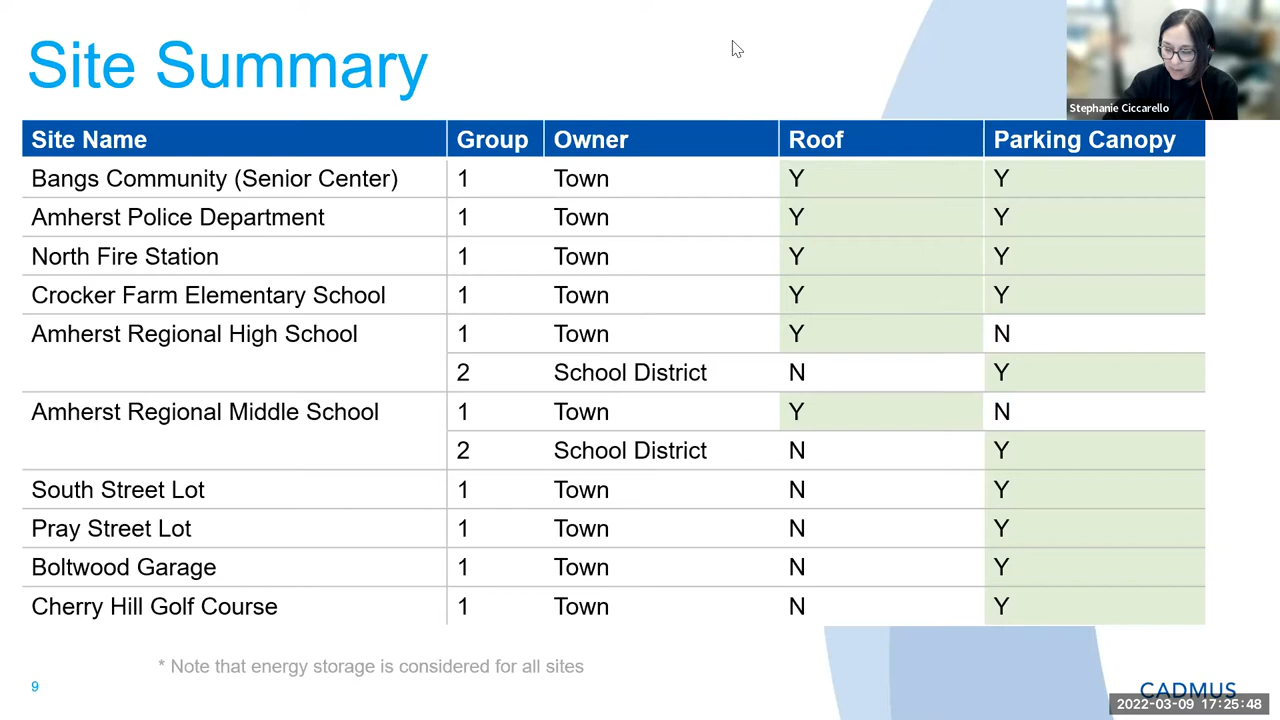 Site Summary
Stephanie Ciccarello
Site Name Group Owner Roof Parking Canopy
Bangs Community (Senior Center) 1 Town Y Y
Amherst Police Department 1 Town Y Y
North Fire Station 1 Town Y Y
Crocker Farm Elementary School 1 Town Y Y
Amherst Regional High School 1 Town Y N
2 School District N Y
Amherst Regional Middle School 1 Town Y N
2 School District N Y
South Street Lot 1 Town N Y
Pray Street Lot 1 Town N Y
Boltwood Garage 1 Town N Y
Cherry Hill Golf Course 1 Town N Y
* Note that energy storage is considered for all sites
9
CADMUS
2022-03-09 17:25:48